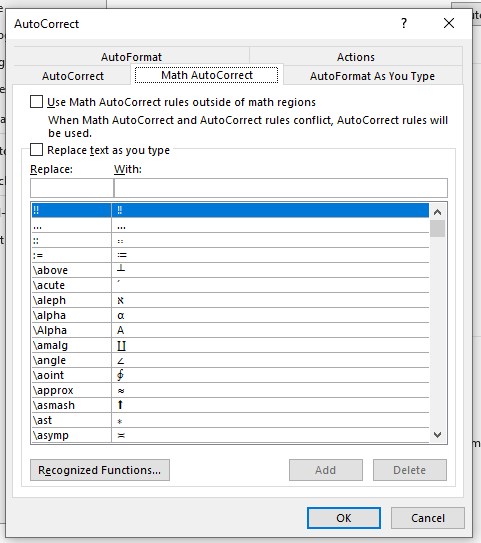 AutoCorrect ? ×
AutoFormat Actions
AutoCorrect Math AutoCorrect AutoFormat As You Type
Use Math AutoCorrect rules outside of math regions
When Math AutoCorrect and AutoCorrect rules conflict, AutoCorrect rules will
be used.
Replace text as you type
Replace: With:
!! ‼
... …
:: ∷
:= ≔
\above ┴
\acute ́
\aleph ℵ
\alpha α
\Alpha Α
\amalg ∐
\angle ∠
\aoint ∳
\approx ≈
\asmash ⬆
\ast ∗
\asymp ≍
Recognized Functions... Add Delete
OK Cancel